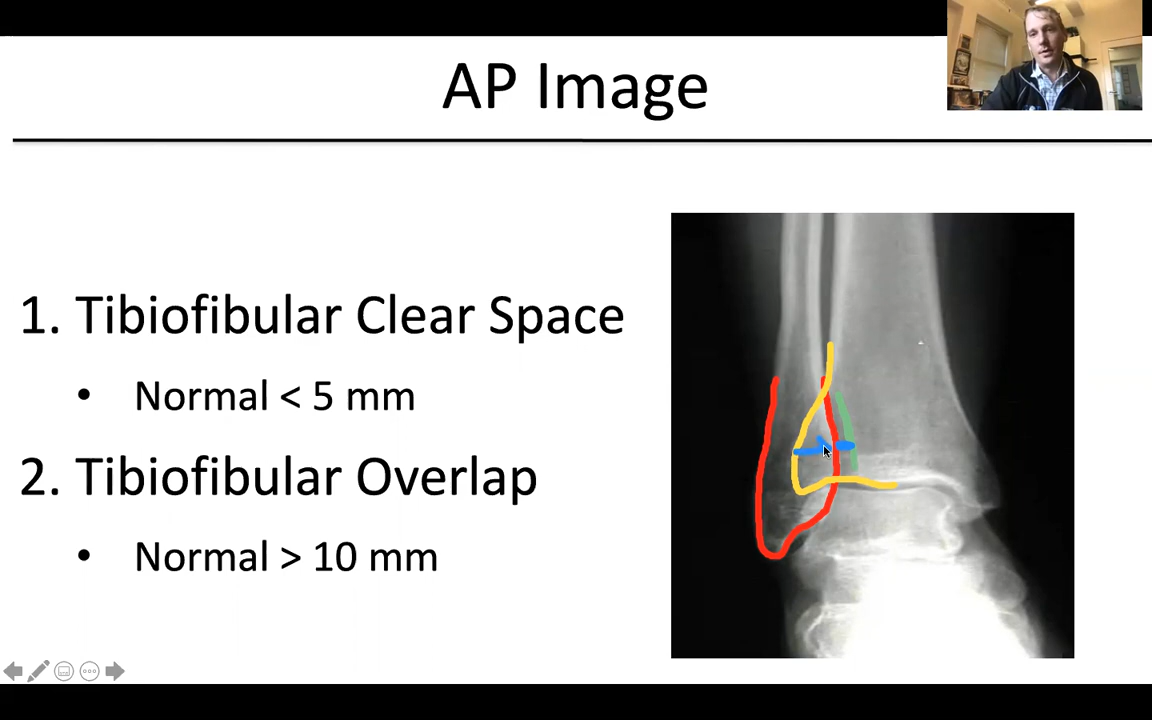 AP Image
1. Tibiofibular Clear Space
• Normal < 5 mm
2. Tibiofibular Overlap
• Normal > 10 mm